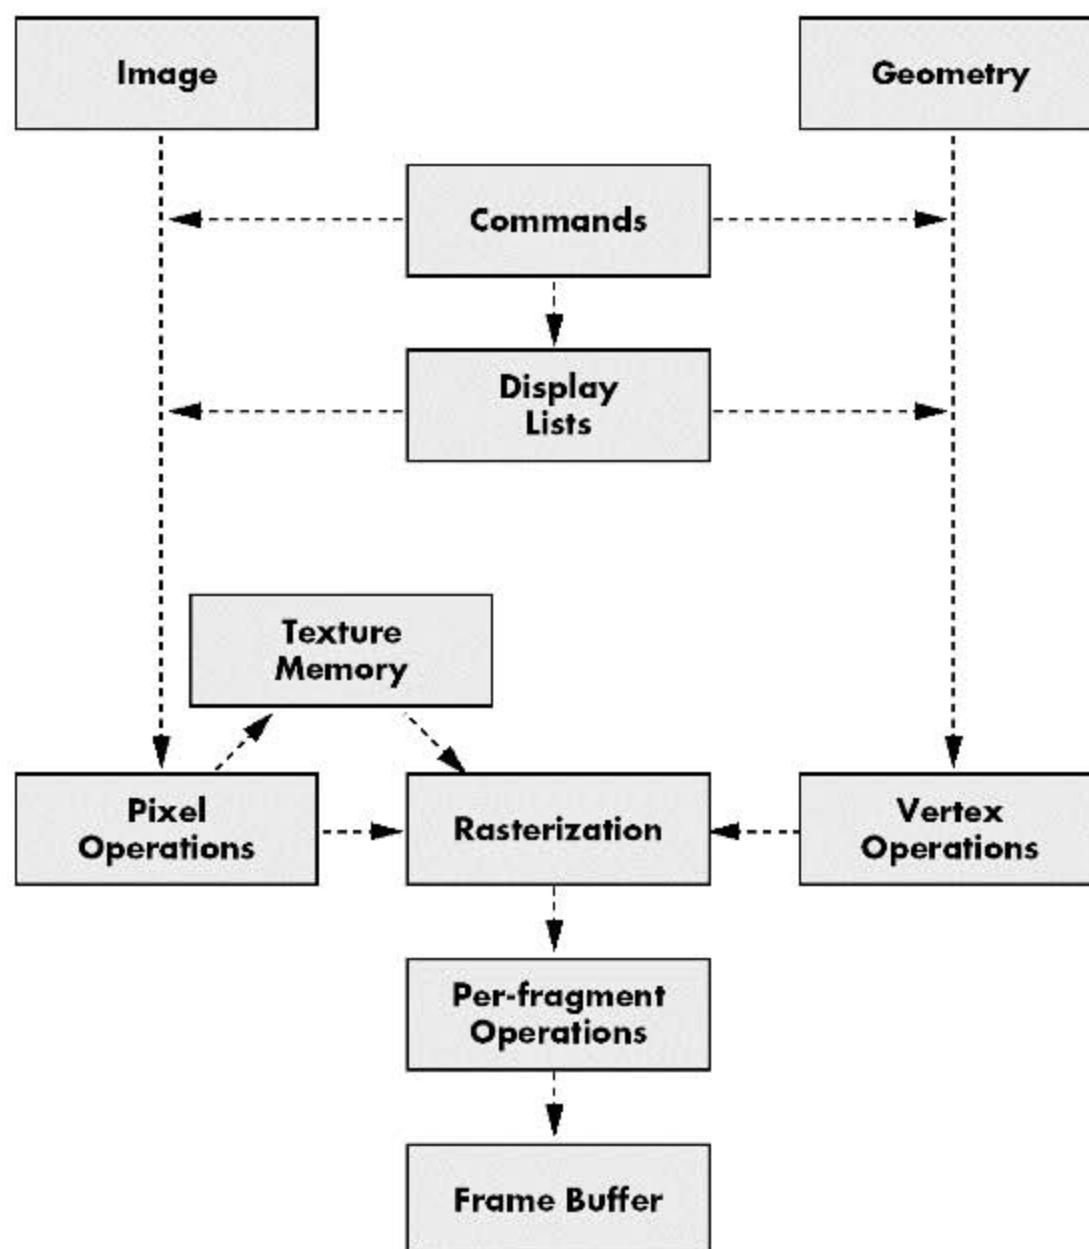 Image
Geometry
Commands
Display
Lists
Texture
Memory
Pixel
Operations
Rasterization
Vertex
Operations
Per-fragment
Operations
Frame Buffer